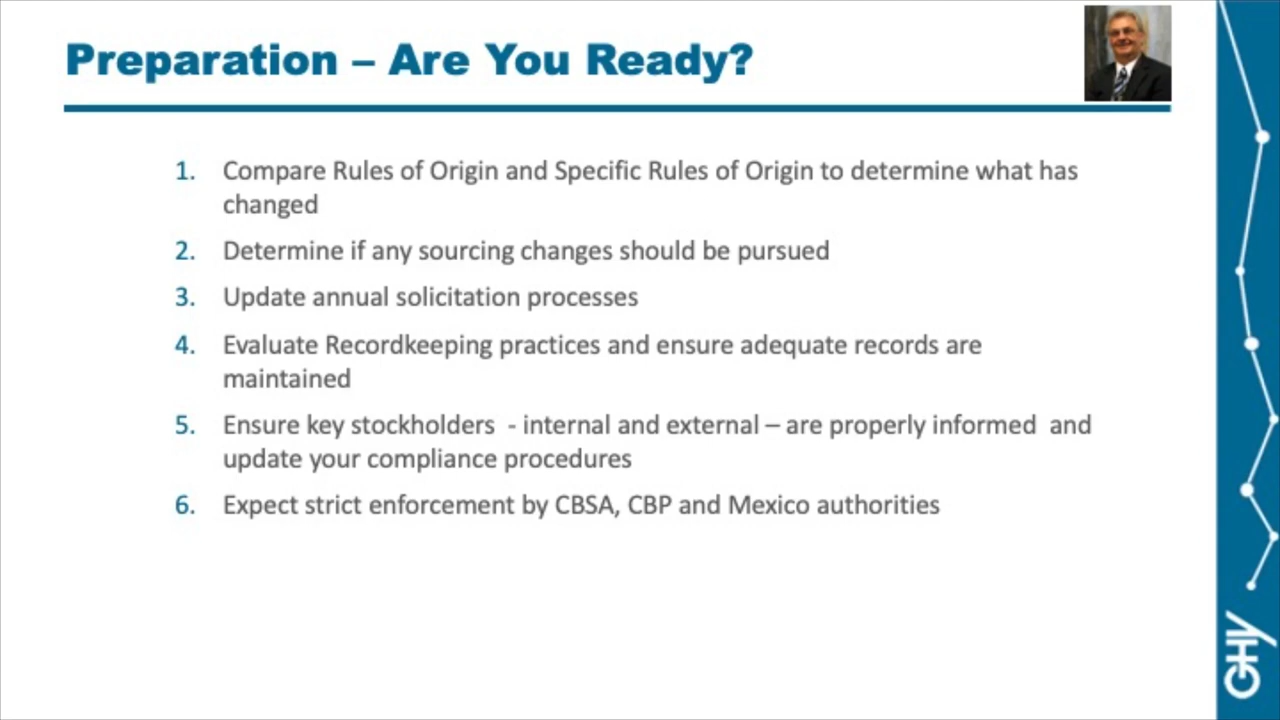 Preparation – Are You Ready?
1. Compare Rules of Origin and Specific Rules of Origin to determine what has
changed
2. Determine if any sourcing changes should be pursued
3. Update annual solicitation processes
4. Evaluate Recordkeeping practices and ensure adequate records are
maintained
5. Ensure key stockholders  - internal and external – are properly informed  and
update your compliance procedures
6. Expect strict enforcement by CBSA, CBP and Mexico authorities
GHY